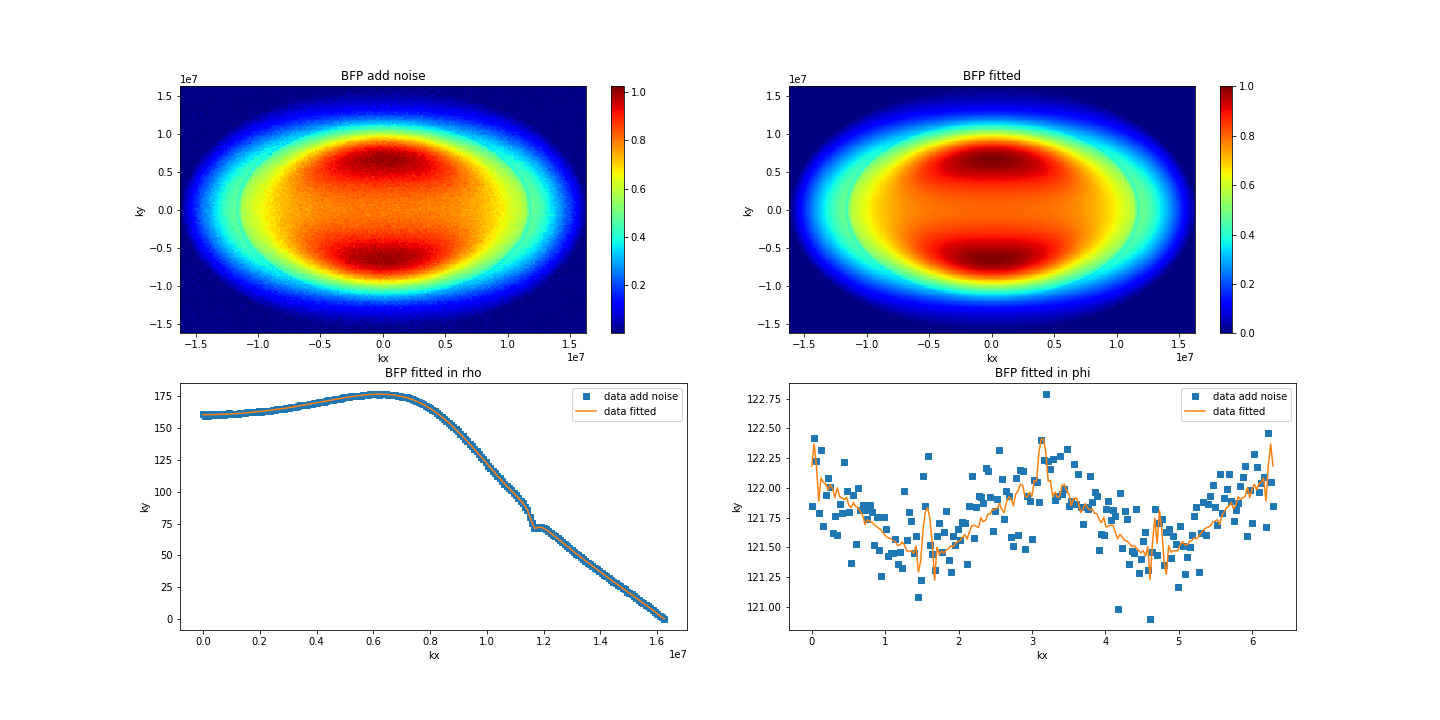 BFP add noise
1e7
1.5
1.0
0.5
0.0
−0.5
−1.0
−1.5
ky
−1.5 −1.0 −0.5 0.0 0.5 1.0 1.5
kx
1e7
1.0
0.8
0.6
0.4
0.2
BFP fitted
1e7
1.5
1.0
0.5
0.0
−0.5
−1.0
−1.5
ky
−1.5 −1.0 −0.5 0.0 0.5 1.0 1.5
kx
1e7
1.0
0.8
0.6
0.4
0.2
0.0
BFP fitted in rho
175
150
125
100
75
50
25
0
ky
data add noise
data fitted
0.0 0.2 0.4 0.6 0.8 1.0 1.2 1.4 1.6
kx
1e7
BFP fitted in phi
122.75
122.50
122.25
122.00
121.75
121.50
121.25
121.00
ky
data add noise
data fitted
0 1 2 3 4 5 6
kx